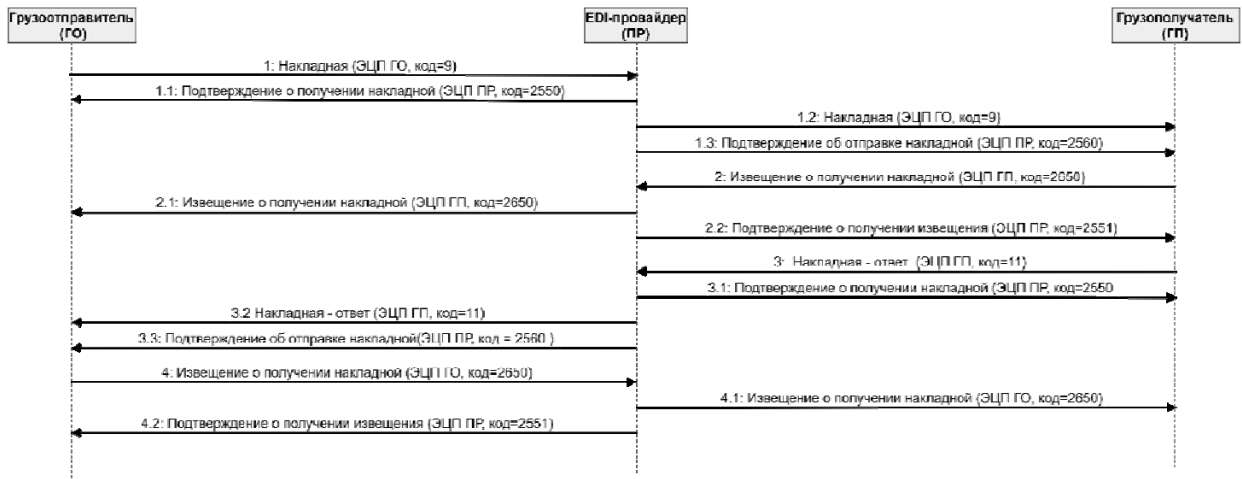 Грузоотправитель
(ГО)
EDI-провайдер
(ПР)
Грузополучатель
(ГП)
1: Накладная (ЭЦП ГО, код=9)
1.1: Подтверждение о получении накладной (ЭЦП ПР, код=2550)
1.2: Накладная (ЭЦП ГО, код=9)
1.3: Подтверждение об отправке накладной (ЭЦП ПР, код=2560)
2: Извещение о получении накладной (ЭЦП ГП, код=2650)
2.1: Извещение о получении накладной (ЭЦП ГП, код=2650)
2.2: Подтверждение о получении извещения (ЭЦП ПР, код=2551)
3: Накладная - ответ (ЭЦП ГП, код=11)
3.1: Подтверждение о получении накладной (ЭЦП ПР, код=2550
3.2 Накладная - ответ (ЭЦП ГП, код=11)
3.3: Подтверждение об отправке накладной(ЭЦП ПР, код = 2560 )
4: Извещение о получении накладной (ЭЦП ГО, код=2650)
4.1: Извещение о получении накладной (ЭЦП ГО, код=2650)
4.2: Подтверждение о получении извещения (ЭЦП ПР, код=2551)